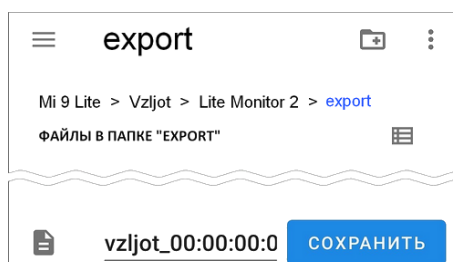 export
Mi 9 Lite > Vzljot > Lite Monitor 2 > export
ФАЙЛЫ В ПАПКЕ "EXPORT"
vzljot_00:00:00:0 СОХРАНИТЬ